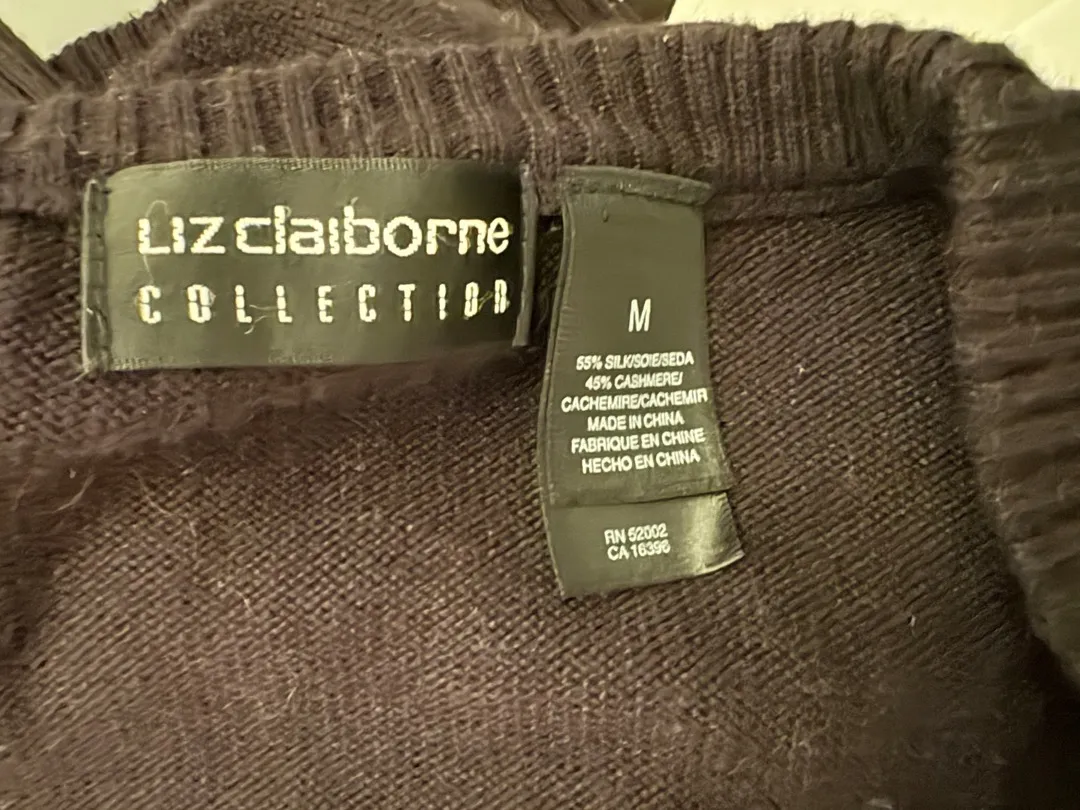 liz claiborne
COLLECTION
M
55% SILK/SOIE/SEDA
45% CASHMERE/
CACHEMIRE/CACHEMIR
MADE IN CHINA
FABRIQUE EN CHINE
HECHO EN CHINA
RN 52002
CA 16396